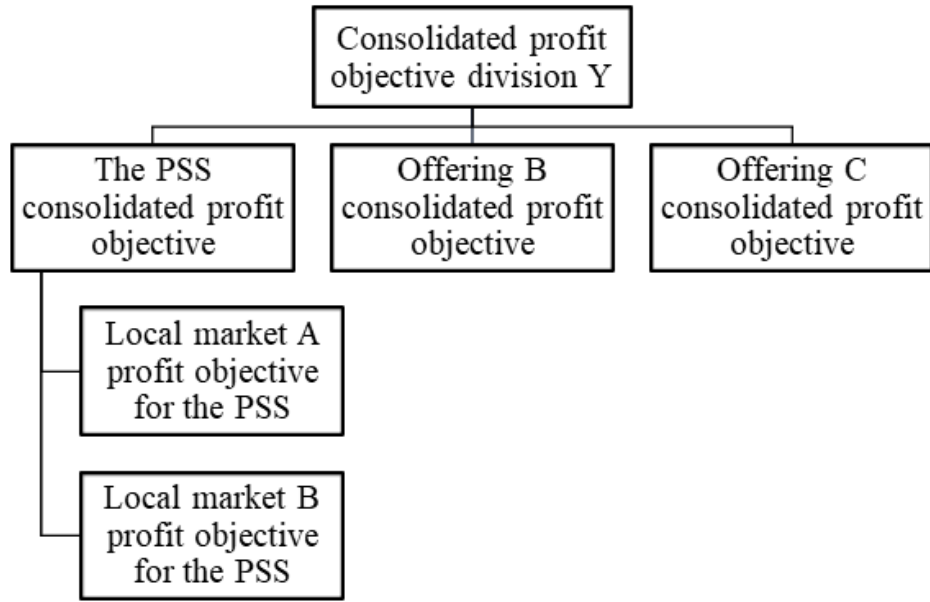 Consolidated profit
objective division Y
The PSS
consolidated profit
objective
Offering B
consolidated profit
objective
Offering C
consolidated profit
objective
Local market A
profit objective
for the PSS
Local market B
profit objective
for the PSS